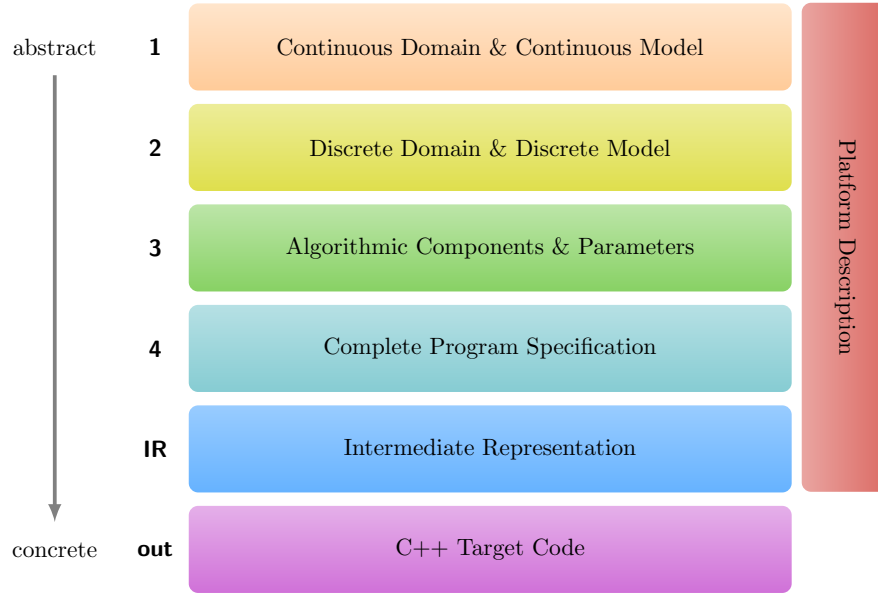 abstract
1
Continuous Domain & Continuous Model
2
Discrete Domain & Discrete Model
3
Algorithmic Components & Parameters
4
Complete Program Specification
IR
Intermediate Representation
concrete
out
C++ Target Code
Platform Description